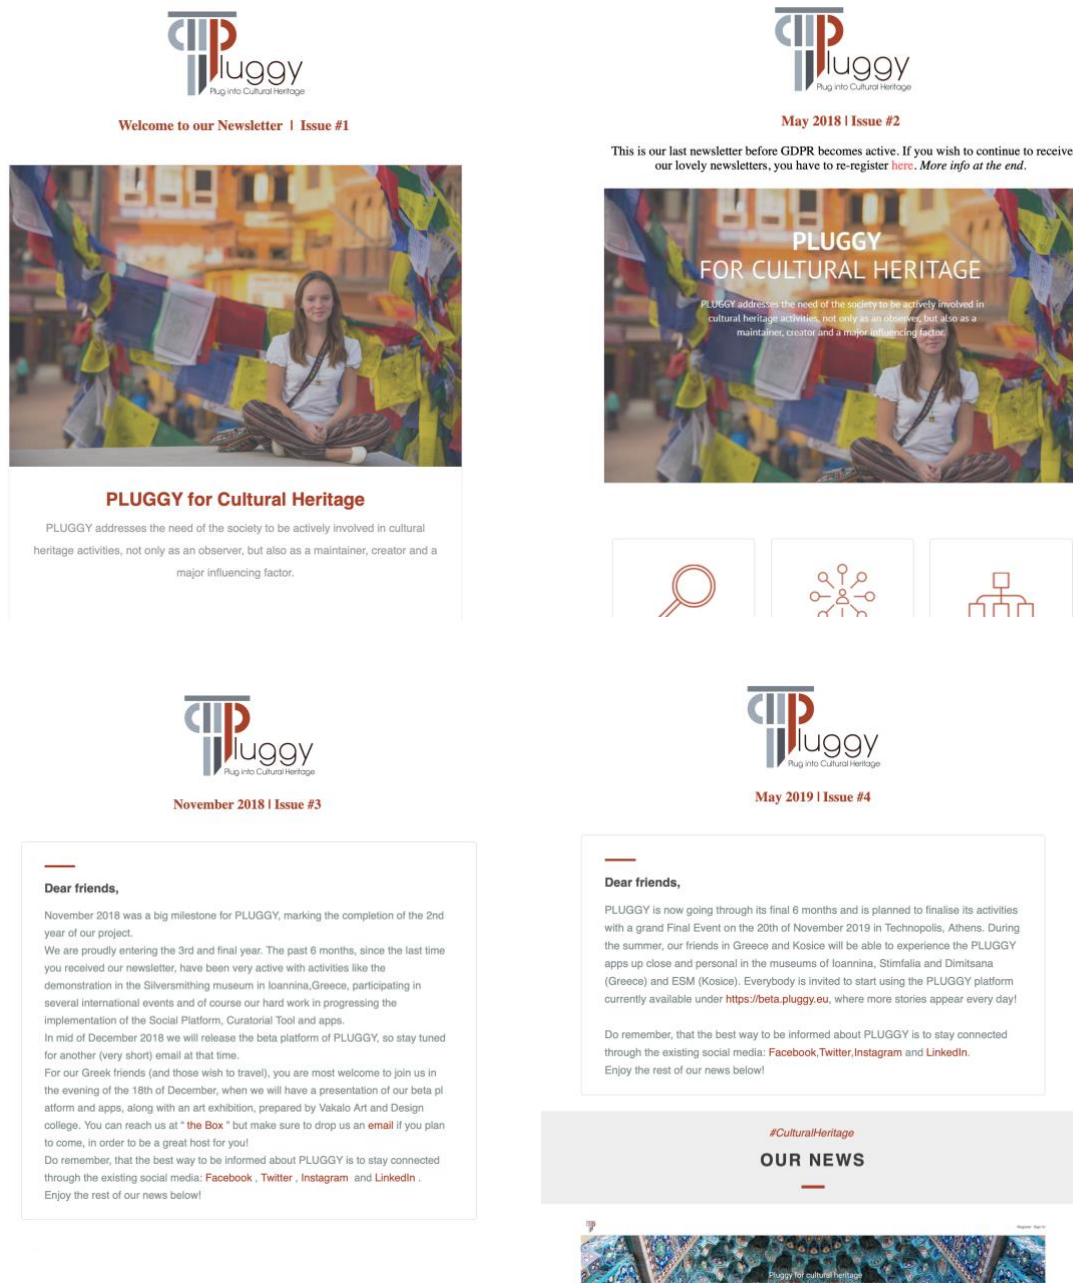 Pluggy
Plug into Cultural Heritage
Welcome to our Newsletter | Issue #1
PLUGGY for Cultural Heritage
PLUGGY addresses the need of the society to be actively involved in cultural
heritage activities, not only as an observer, but also as a maintainer, creator and a
major influencing factor.
Pluggy
Plug into Cultural Heritage
May 2018 | Issue #2
This is our last newsletter before GDPR becomes active. If you wish to continue to receive
our lovely newsletters, you have to re-register here. More info at the end.
PLUGGY
FOR CULTURAL HERITAGE
PLUGGY addresses the need of the society to be actively involved in
cultural heritage activities, not only as an observer, but also as a
maintainer, creator and a major influencing factor.
Pluggy
Plug into Cultural Heritage
November 2018 | Issue #3
Dear friends,
November 2018 was a big milestone for PLUGGY, marking the completion of the 2nd
year of our project.
We are proudly entering the 3rd and final year. The past 6 months, since the last time
you received our newsletter, have been very active with activities like the
demonstration in the Silversmithing museum in Ioannina,Greece, participating in
several international events and of course our hard work in progressing the
implementation of the Social Platform, Curatorial Tool and apps.
In mid of December 2018 we will release the beta platform of PLUGGY, so stay tuned
for another (very short) email at that time.
For our Greek friends (and those wish to travel), you are most welcome to join us in
the evening of the 18th of December, when we will have a presentation of our beta pl
atform and apps, along with an art exhibition, prepared by Vakalo Art and Design
college. You can reach us at " the Box " but make sure to drop us an email if you plan
to come, in order to be a great host for you!
Do remember, that the best way to be informed about PLUGGY is to stay connected
through the existing social media: Facebook , Twitter , Instagram and LinkedIn .
Enjoy the rest of our news below!
Pluggy
Plug into Cultural Heritage
May 2019 | Issue #4
Dear friends,
PLUGGY is now going through its final 6 months and is planned to finalise its activities
with a grand Final Event on the 20th of November 2019 in Technopolis, Athens. During
the summer, our friends in Greece and Kosice will be able to experience the PLUGGY
apps up close and personal in the museums of Ioannina, Stimfalia and Dimitsana
(Greece) and ESM (Kosice). Everybody is invited to start using the PLUGGY platform
currently available under https://beta.pluggy.eu, where more stories appear every day!
Do remember, that the best way to be informed about PLUGGY is to stay connected
through the existing social media: Facebook,Twitter,Instagram and LinkedIn.
Enjoy the rest of our news below!
#CulturalHeritage
OUR NEWS
Register Sign In
Pluggy for cultural heritage